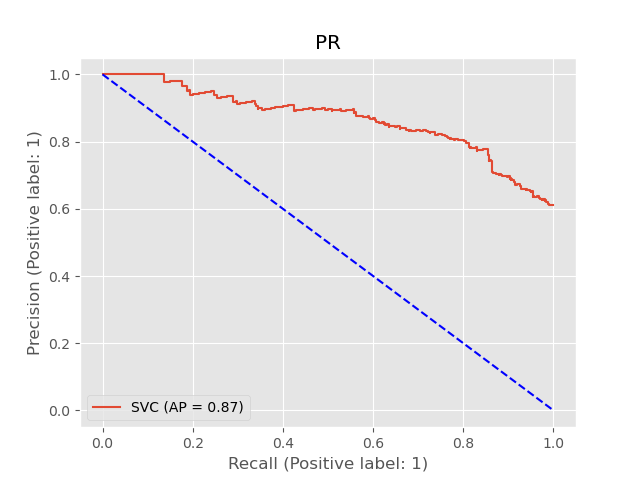 PR
1.0
0.8
0.6
0.4
0.2
0.0
Precision (Positive label: 1)
SVC (AP = 0.87)
0.0 0.2 0.4 0.6 0.8 1.0
Recall (Positive label: 1)